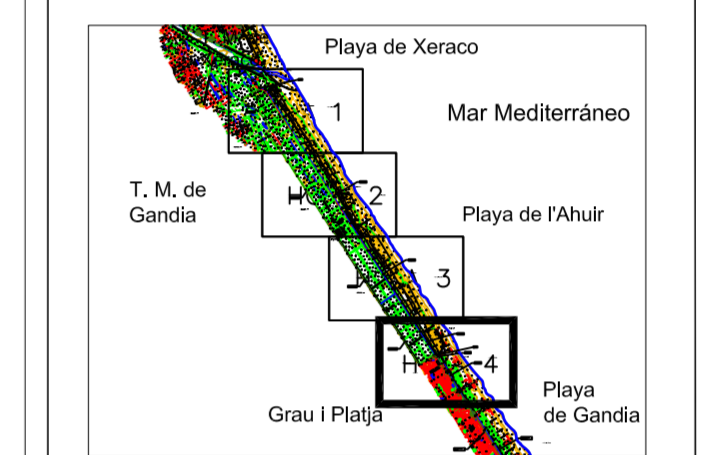 Playa de Xeraco
1
Mar Mediterráneo
T. M. de
Gandia
2
Playa de l'Ahuir
3
H
4
Playa
de Gandia
Grau i Platja